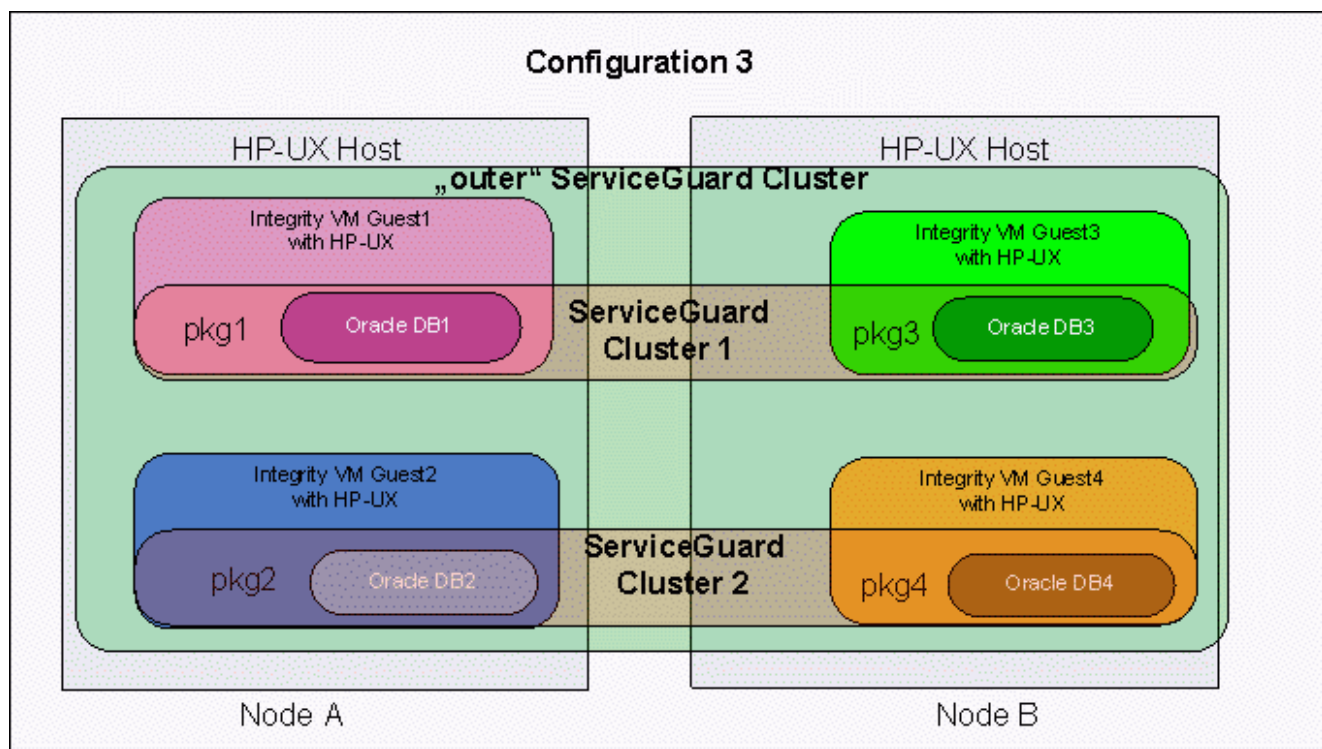 Configuration 3
HP-UX Host
HP-UX Host
„outer“ ServiceGuard Cluster
Integrity VM Guest1
with HP-UX
Integrity VM Guest3
with HP-UX
pkg1
Oracle DB1
ServiceGuard
Cluster 1
pkg3
Oracle DB3
Integrity VM Guest2
with HP-UX
Integrity VM Guest4
with HP-UX
pkg2
Oracle DB2
ServiceGuard
Cluster 2
pkg4
Oracle DB4
Node A
Node B